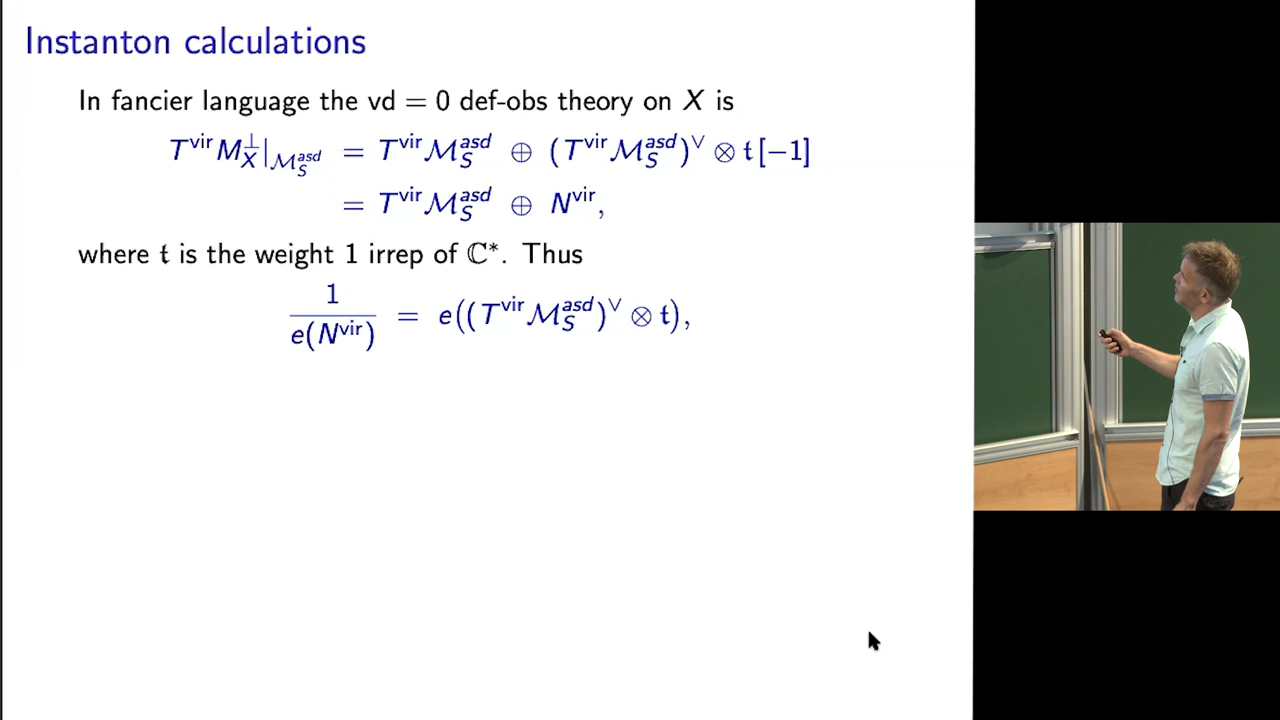 Instanton calculations
In fancier language the vd = 0 def-obs theory on X is
T^{vir} M_X^⊥|_{ℳ_S^{asd}} = T^{vir}ℳ_S^{asd} ⊕ (T^{vir}ℳ_S^{asd})^∨ ⊗ 𝔱[−1]
= T^{vir}ℳ_S^{asd} ⊕ N^{vir},
where 𝔱 is the weight 1 irrep of ℂ*. Thus
1/e(N^{vir}) = e((T^{vir}ℳ_S^{asd})^∨ ⊗ 𝔱),